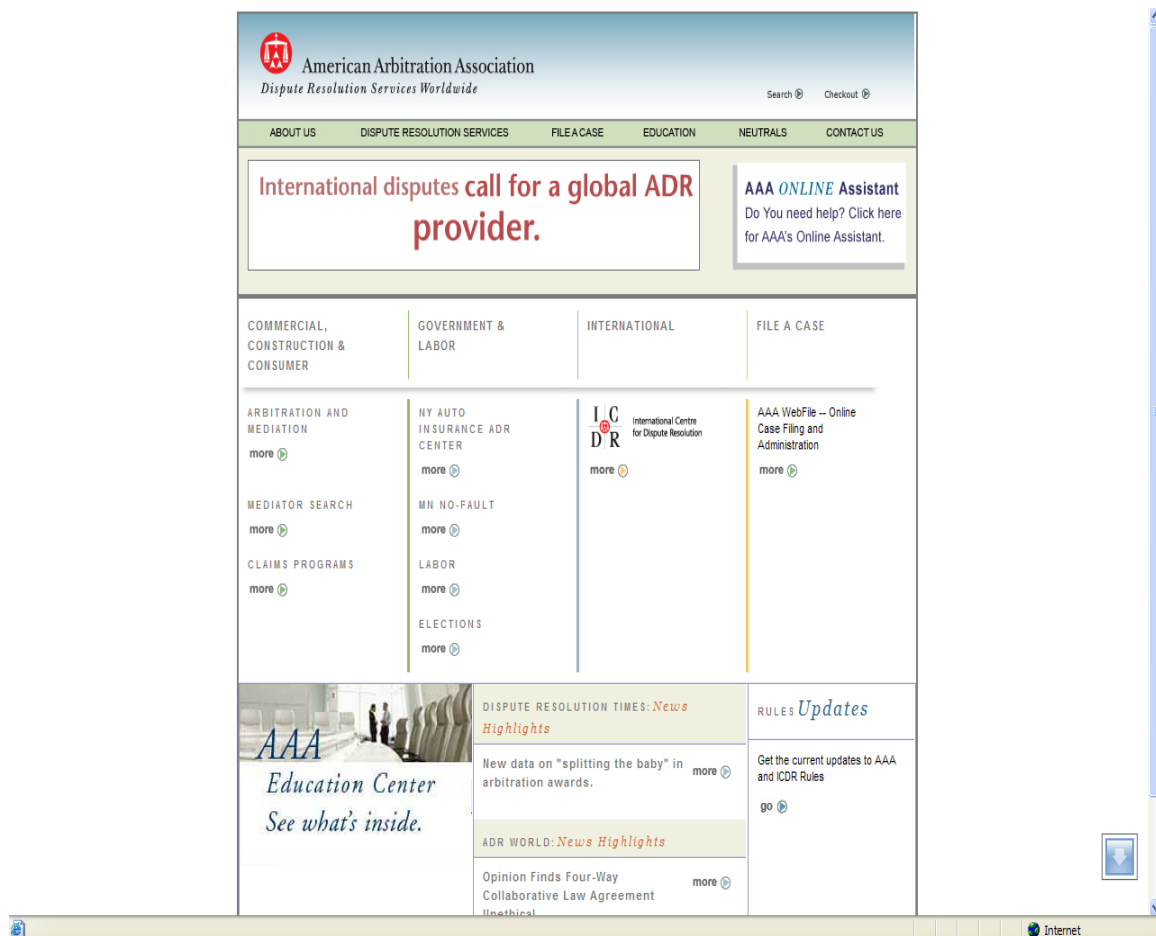 American Arbitration Association
Dispute Resolution Services Worldwide
Search
Checkout
ABOUT US
DISPUTE RESOLUTION SERVICES
FILE A CASE
EDUCATION
NEUTRALS
CONTACT US
International disputes call for a global ADR
provider.
AAA ONLINE Assistant
Do You need help? Click here
for AAA's Online Assistant.
COMMERCIAL,
CONSTRUCTION &
CONSUMER
GOVERNMENT &
LABOR
INTERNATIONAL
FILE A CASE
ARBITRATION AND
MEDIATION
more
MEDIATOR SEARCH
more
CLAIMS PROGRAMS
more
NY AUTO
INSURANCE ADR
CENTER
more
MN NO-FAULT
more
LABOR
more
ELECTIONS
more
I C
D R
International Centre
for Dispute Resolution
more
AAA WebFile -- Online
Case Filing and
Administration
more
AAA
Education Center
See what's inside.
DISPUTE RESOLUTION TIMES: News
Highlights
New data on "splitting the baby" in
arbitration awards.
more
ADR WORLD: News Highlights
Opinion Finds Four-Way
Collaborative Law Agreement
Unethical
more
RULES Updates
Get the current updates to AAA
and ICDR Rules
go
Internet